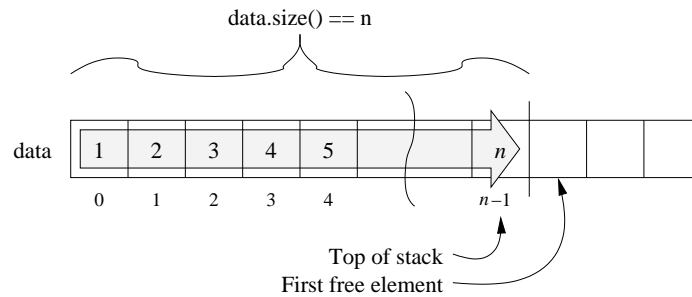 data.size() == n
data 1 2 3 4 5 n
0 1 2 3 4 n–1
Top of stack
First free element